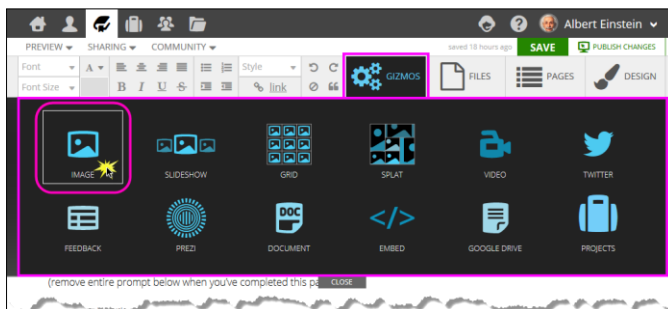 Albert Einstein
PREVIEW SHARING COMMUNITY saved 18 hours ago SAVE PUBLISH CHANGES
Font A Style GIZMOS FILES PAGES DESIGN
Font Size B I U S link
IMAGE SLIDESHOW GRID SPLAT VIDEO TWITTER
DOC
FEEDBACK PREZI DOCUMENT EMBED GOOGLE DRIVE PROJECTS
(remove entire prompt below when you've completed this pa CLOSE